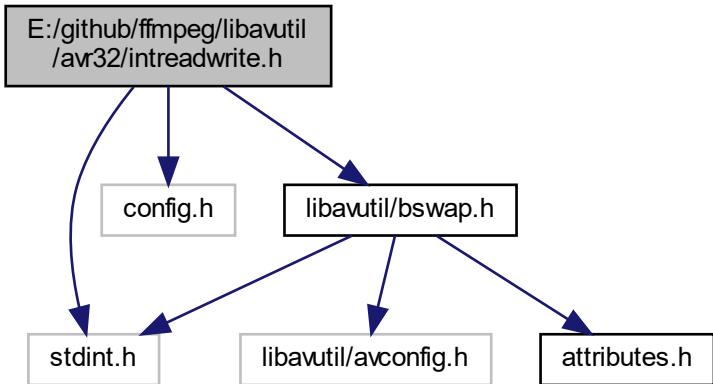 E:/github/ffmpeg/libavutil
/avr32/intreadwrite.h
config.h
libavutil/bswap.h
stdint.h
libavutil/avconfig.h
attributes.h